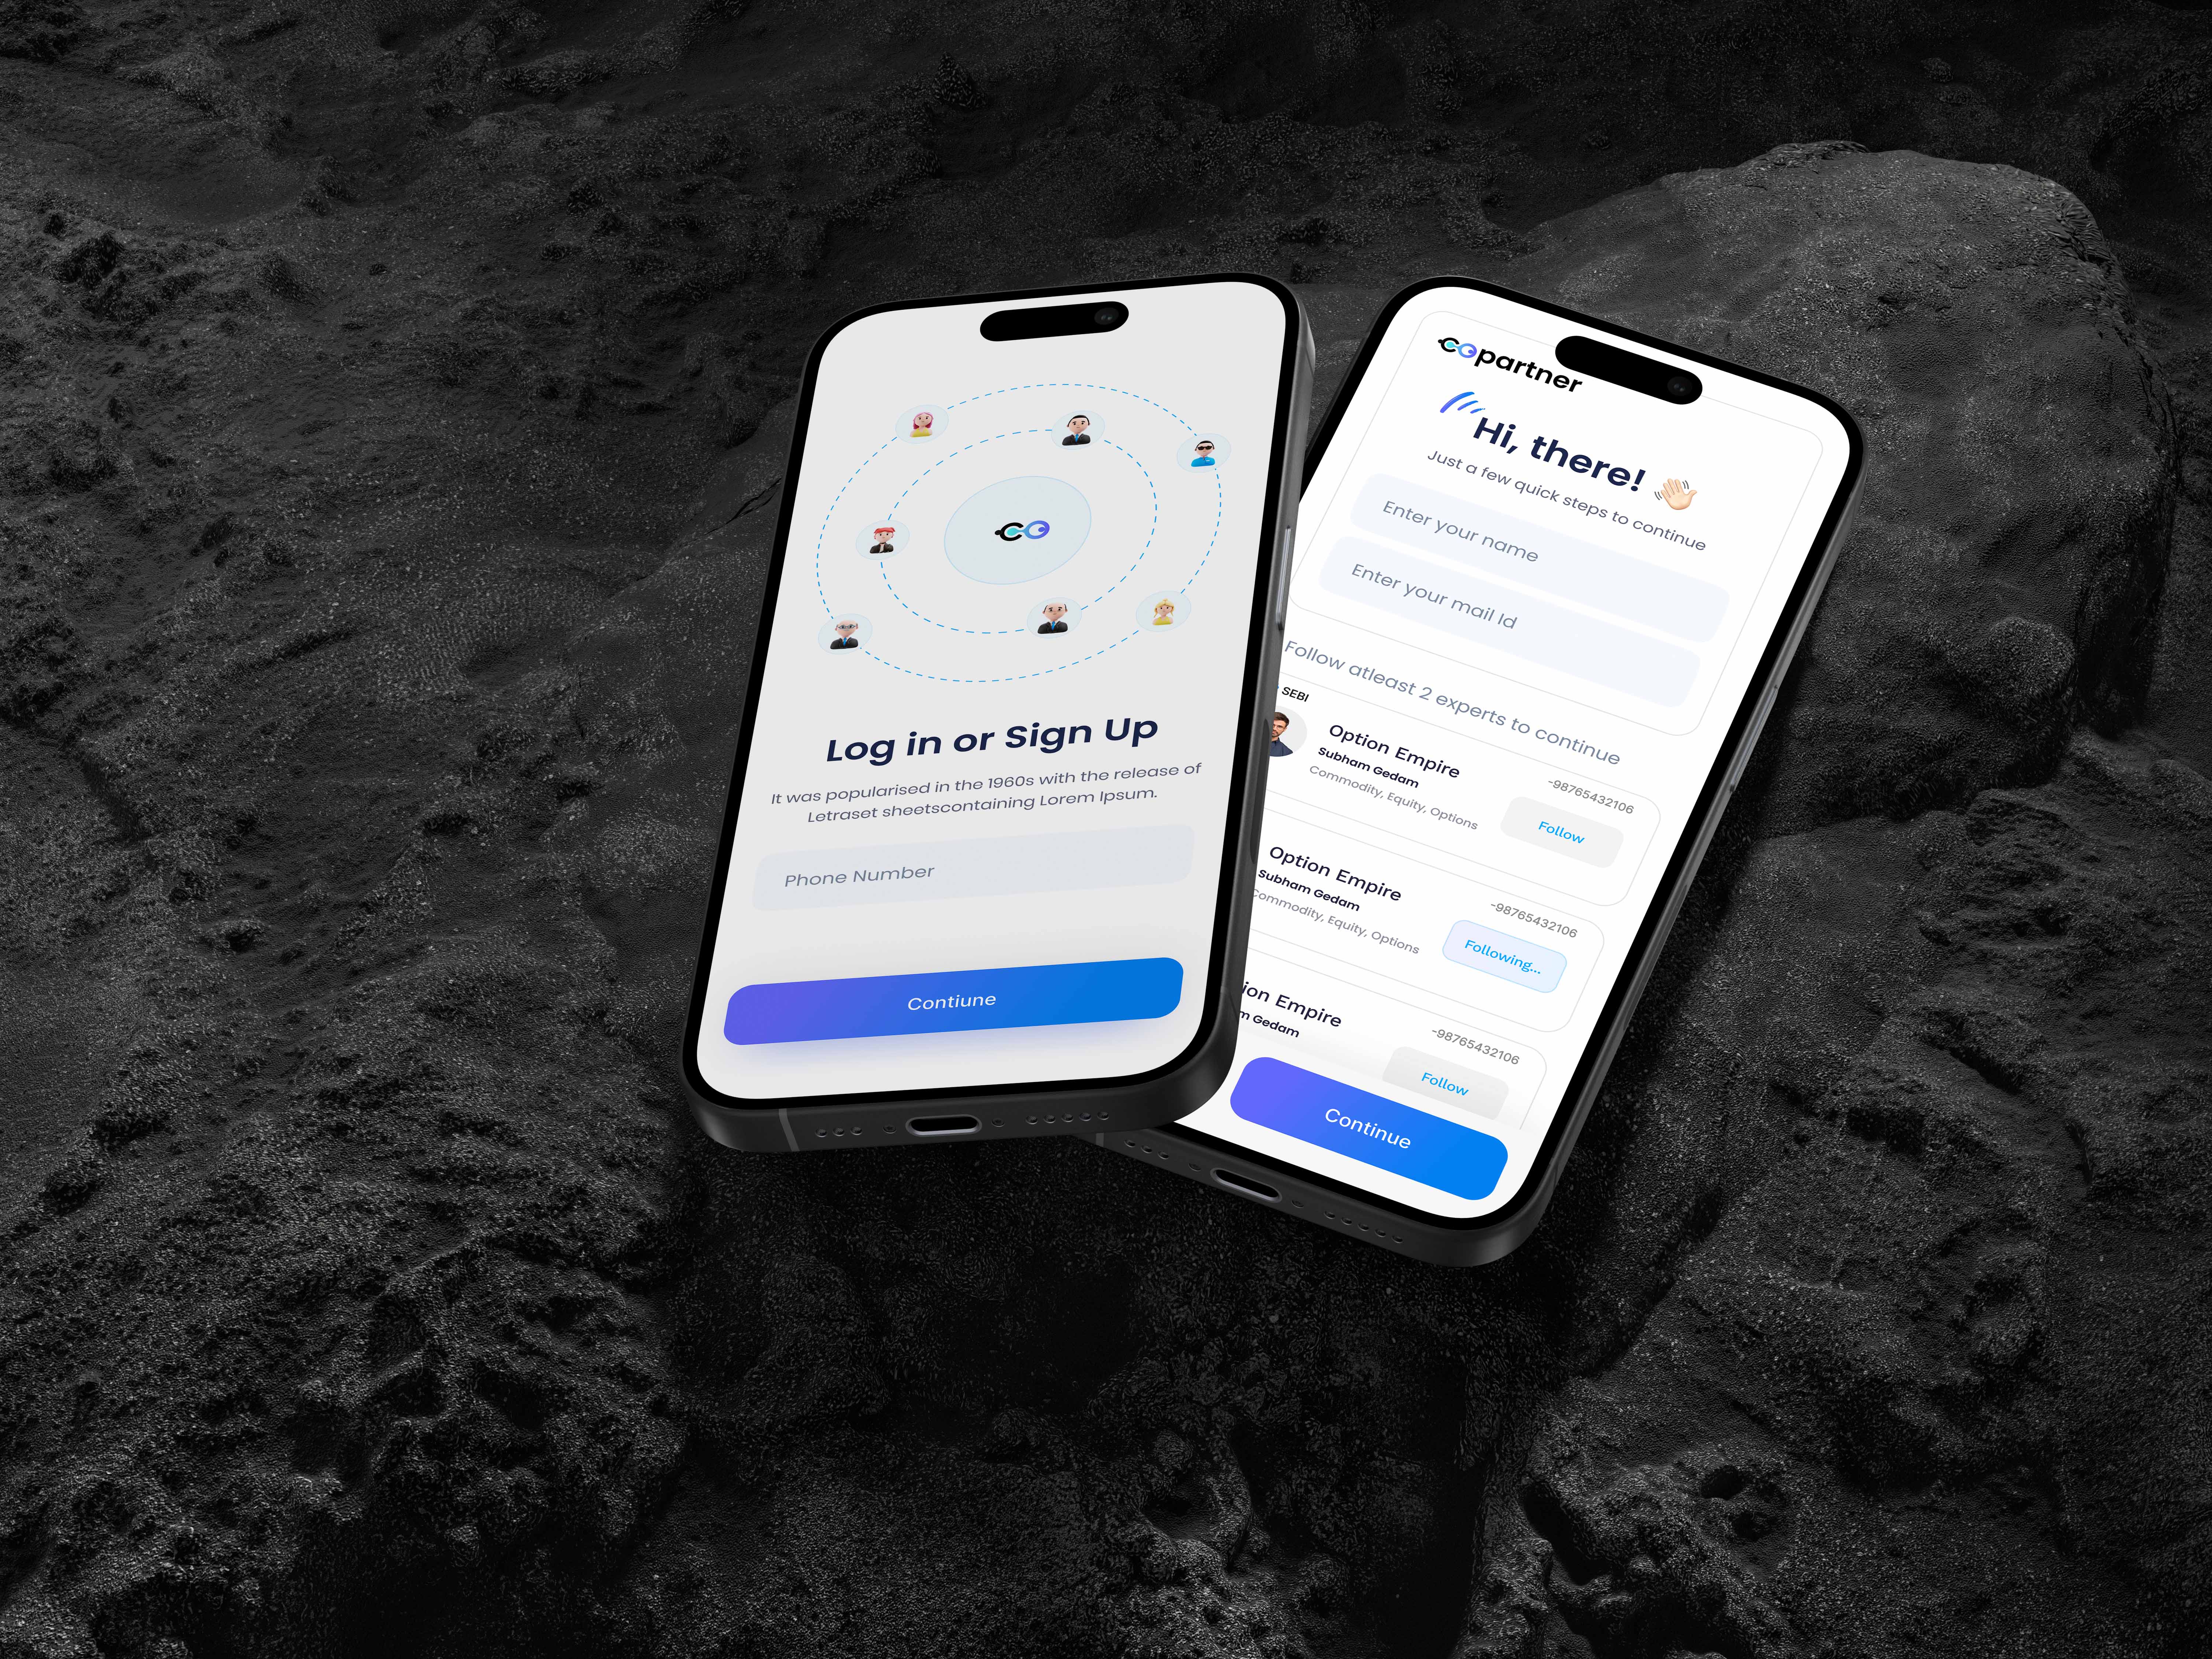 co
Log in or Sign Up
It was popularised in the 1960s with the release of
Letraset sheetscontaining Lorem Ipsum.
Phone Number
Contiune
copartner
Hi, there! 👋🏻
Just a few quick steps to continue
Enter your name
Enter your mail Id
Follow atleast 2 experts to continue
SEBI
Option Empire
Subham Gedam
Commodity, Equity, Options
-98765432106
Follow
Option Empire
Subham Gedam
Commodity, Equity, Options
-98765432106
Following...
ion Empire
m Gedam
-98765432106
Follow
Continue